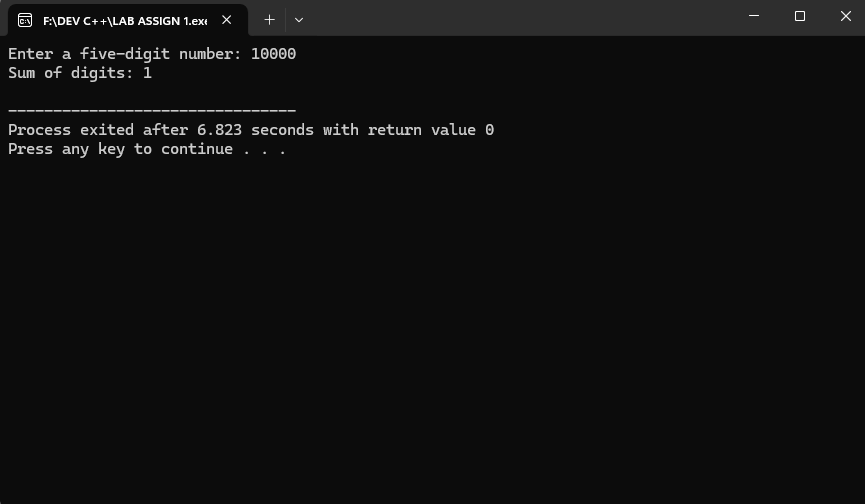 F:\DEV C++\LAB ASSIGN 1.exe
Enter a five-digit number: 10000
Sum of digits: 1
--------------------------------
Process exited after 6.823 seconds with return value 0
Press any key to continue . . .